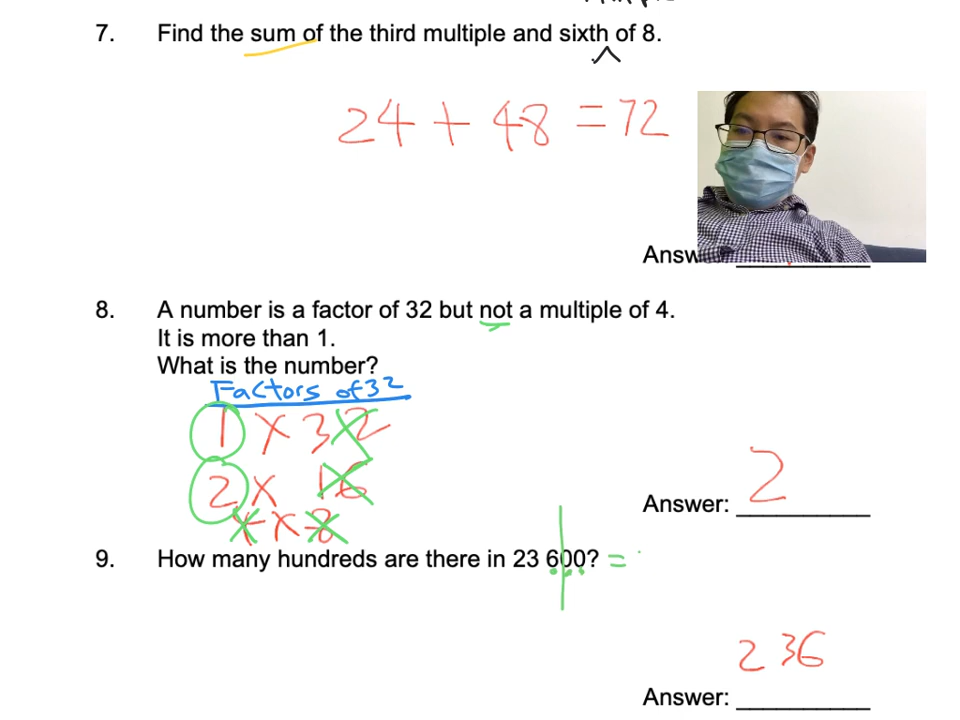 7. Find the sum of the third multiple and sixth of 8.
24 + 48 = 72
Answ
8. A number is a factor of 32 but not a multiple of 4.
It is more than 1.
What is the number?
Factors of 32
1 x 32
2 x 16
4 x 8
Answer: 2
9. How many hundreds are there in 23 600? =
236
Answer: